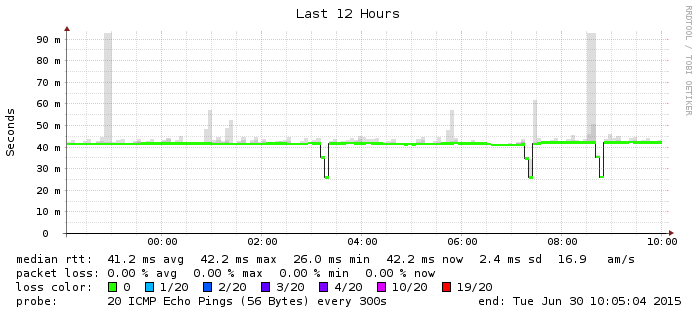 Last 12 Hours
RRDTOOL / TOBI OETIKER
Seconds
90 m
80 m
70 m
60 m
50 m
40 m
30 m
20 m
10 m
0
00:00 02:00 04:00 06:00 08:00 10:00
median rtt: 41.2 ms avg 42.2 ms max 26.0 ms min 42.2 ms now 2.4 ms sd 16.9 am/s
packet loss: 0.00 % avg 0.00 % max 0.00 % min 0.00 % now
loss color: 0 1/20 2/20 3/20 4/20 10/20 19/20
probe: 20 ICMP Echo Pings (56 Bytes) every 300s end: Tue Jun 30 10:05:04 2015